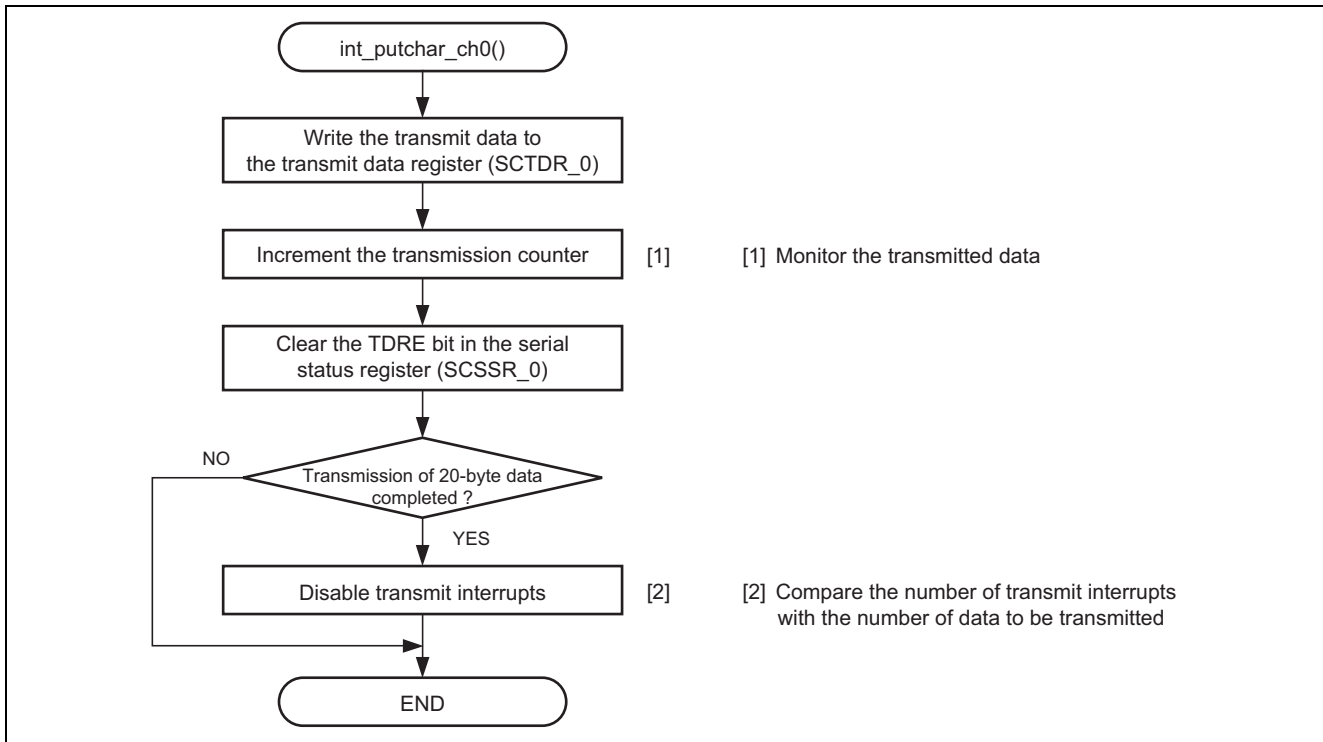 int_putchar_ch0()
Write the transmit data to
the transmit data register (SCTDR_0)
Increment the transmission counter
[1]
[1] Monitor the transmitted data
Clear the TDRE bit in the serial
status register (SCSSR_0)
NO
Transmission of 20-byte data
completed ?
YES
Disable transmit interrupts
[2]
[2] Compare the number of transmit interrupts
with the number of data to be transmitted
END